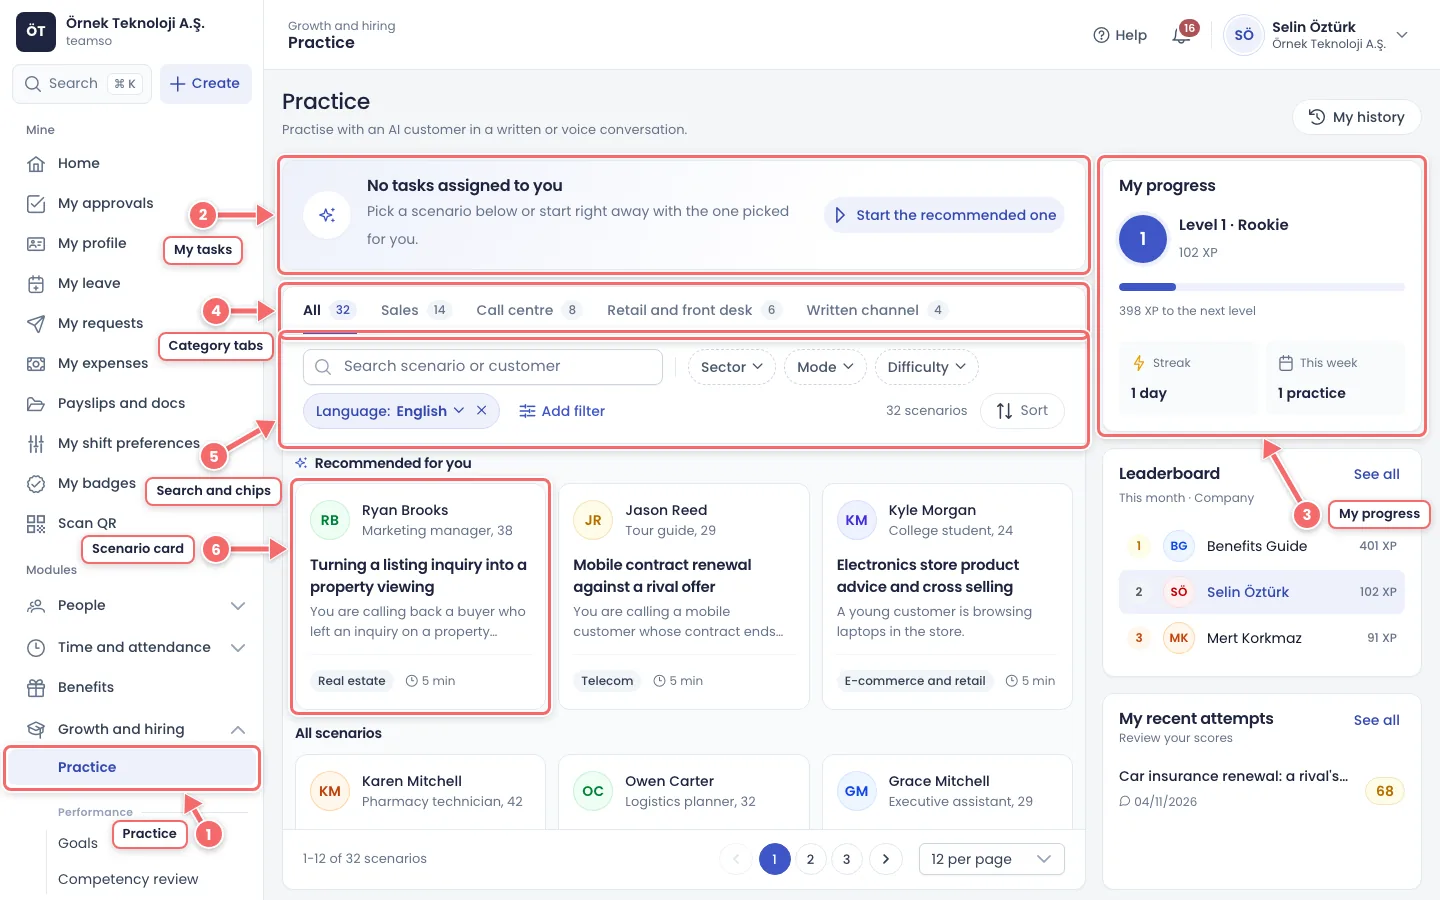 ÖT
Örnek Teknoloji A.Ş.
teamso
Search
⌘ K
Create
Mine
Home
My approvals
My profile
My leave
My requests
My expenses
Payslips and docs
My shift preferences
My badges
Scan QR
Modules
People
Time and attendance
Benefits
Growth and hiring
Practice
Performance
Goals
Competency review
Growth and hiring
Practice
Help
16
SÖ
Selin Öztürk
Örnek Teknoloji A.Ş.
Practice
Practise with an AI customer in a written or voice conversation.
My history
2
My tasks
No tasks assigned to you
Pick a scenario below or start right away with the one picked
for you.
Start the recommended one
4
Category tabs
All 32
Sales 14
Call centre 8
Retail and front desk 6
Written channel 4
Search scenario or customer
Sector
Mode
Difficulty
Language: English
Add filter
32 scenarios
Sort
5
Search and chips
Recommended for you
6
Scenario card
RB
Ryan Brooks
Marketing manager, 38
Turning a listing inquiry into a
property viewing
You are calling back a buyer who
left an inquiry on a property...
Real estate
5 min
JR
Jason Reed
Tour guide, 29
Mobile contract renewal
against a rival offer
You are calling a mobile
customer whose contract ends...
Telecom
5 min
KM
Kyle Morgan
College student, 24
Electronics store product
advice and cross selling
A young customer is browsing
laptops in the store.
E-commerce and retail
5 min
All scenarios
KM
Karen Mitchell
Pharmacy technician, 42
OC
Owen Carter
Logistics planner, 32
GM
Grace Mitchell
Executive assistant, 29
1-12 of 32 scenarios
1
2
3
12 per page
Practice
1
My progress
1
Level 1 · Rookie
102 XP
398 XP to the next level
Streak
1 day
This week
1 practice
3
My progress
Leaderboard
See all
This month · Company
1
BG
Benefits Guide
401 XP
2
SÖ
Selin Öztürk
102 XP
3
MK
Mert Korkmaz
91 XP
My recent attempts
See all
Review your scores
Car insurance renewal: a rival's...
04/11/2026
68